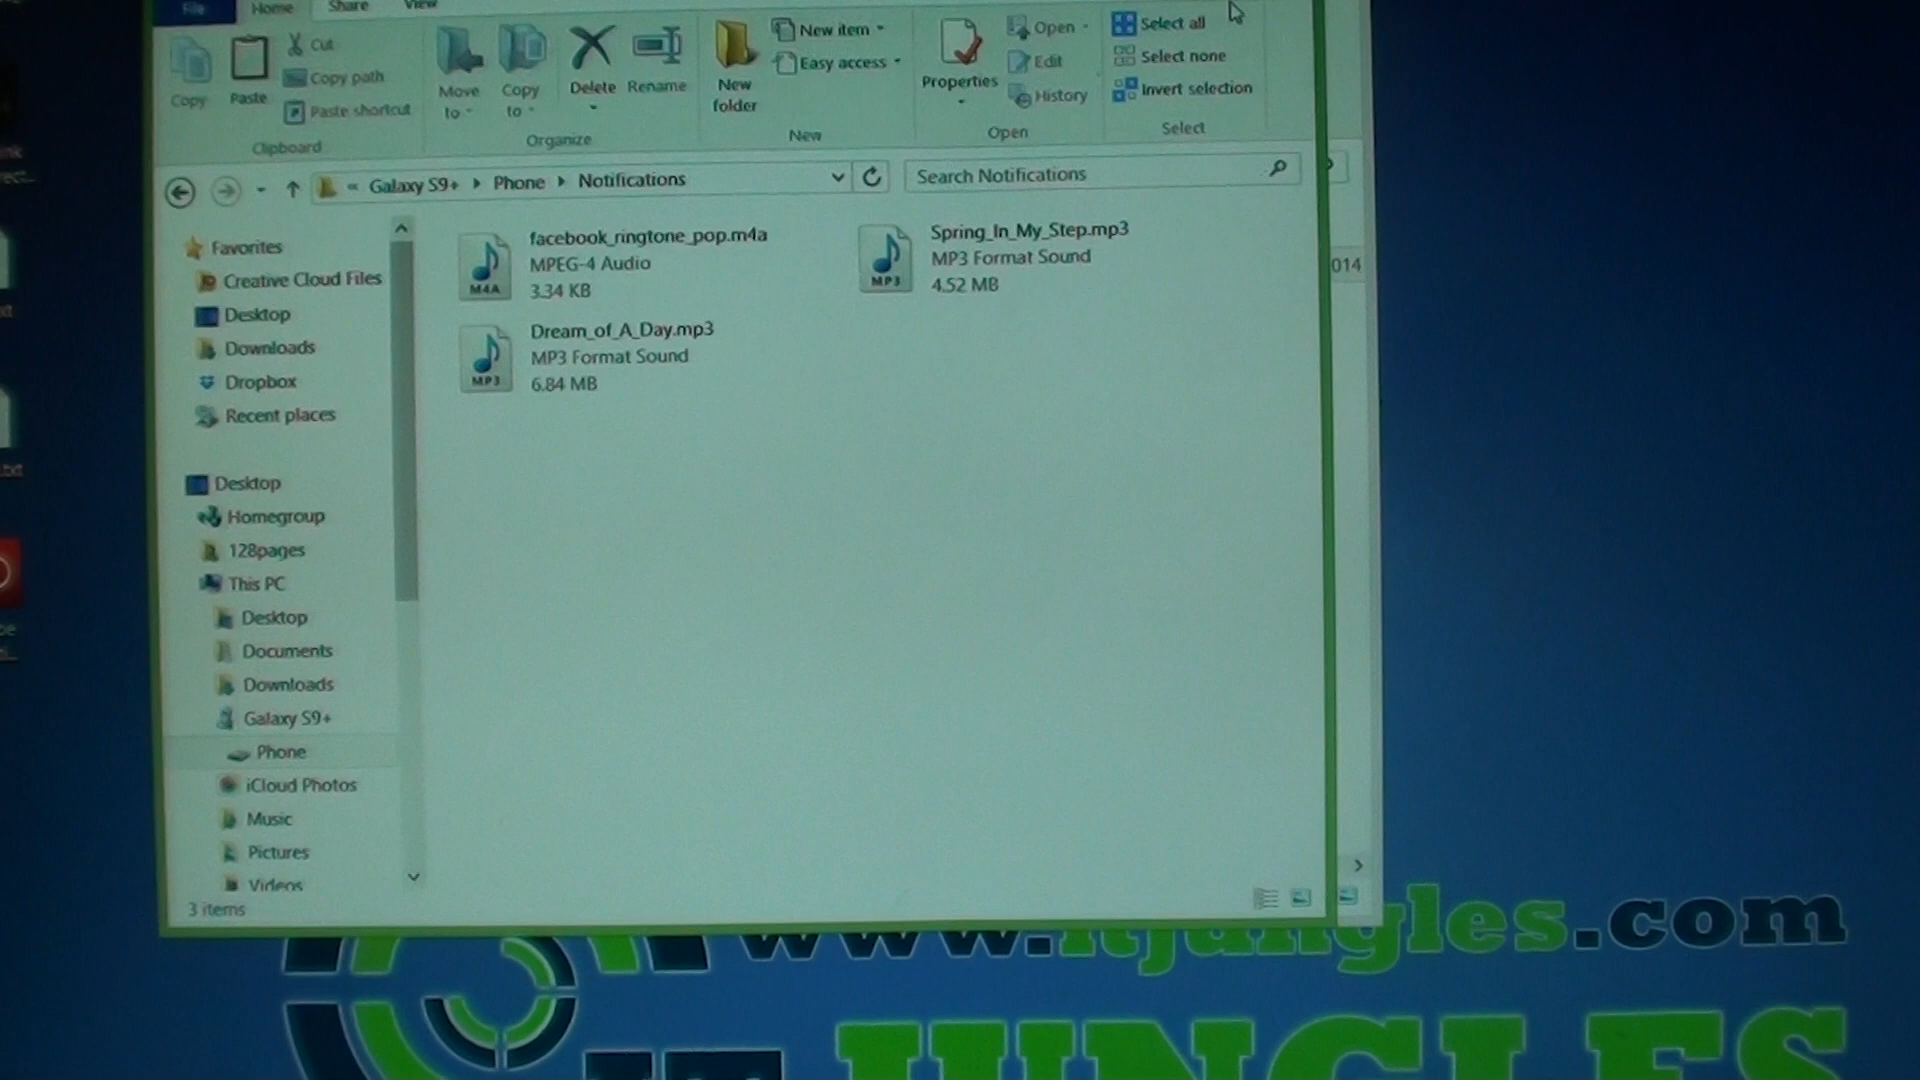 File Home Share View
Copy Paste Cut
Copy path
Paste shortcut
Clipboard
Move to Copy to Delete Rename
Organize
New folder
New item
Easy access
New
Properties
Open
Edit
History
Open
Select all
Select none
Invert selection
Select
« Galaxy S9+ Phone Notifications
Search Notifications
Favorites
Creative Cloud Files
Desktop
Downloads
Dropbox
Recent places
Desktop
Homegroup
128pages
This PC
Desktop
Documents
Downloads
Galaxy S9+
Phone
iCloud Photos
Music
Pictures
Videos
3 items
facebook_ringtone_pop.m4a
MPEG-4 Audio
3.34 KB
M4A
Spring_In_My_Step.mp3
MP3 Format Sound
4.52 MB
MP3
Dream_of_A_Day.mp3
MP3 Format Sound
6.84 MB
MP3
014
www.itjungles.com
IT JUNGLES